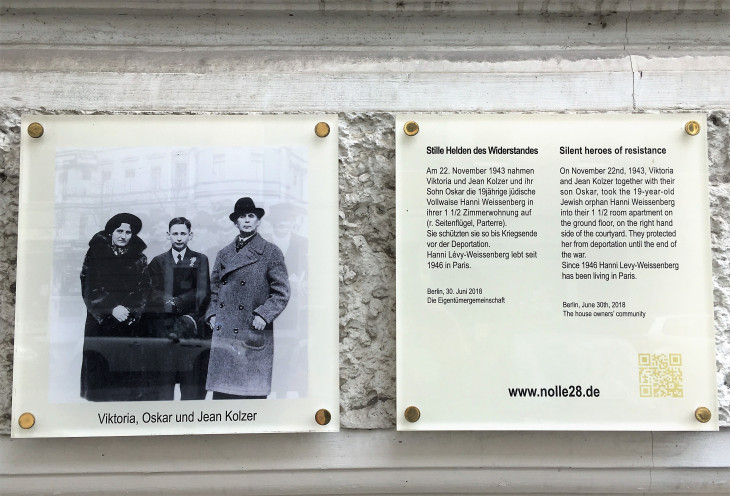 Viktoria, Oskar und Jean Kolzer
Stille Helden des Widerstandes
Am 22. November 1943 nahmen
Viktoria und Jean Kolzer und ihr
Sohn Oskar die 19jährige jüdische
Vollwaise Hanni Weissenberg in
ihrer 1 1/2 Zimmerwohnung auf
(r. Seitenflügel, Parterre).
Sie schützten sie so bis Kriegsende
vor der Deportation.
Hanni Lévy-Weissenberg lebt seit
1946 in Paris.
Berlin, 30. Juni 2018
Die Eigentümergemeinschaft
Silent heroes of resistance
On November 22nd, 1943, Viktoria
and Jean Kolzer together with their
son Oskar, took the 19-year-old
Jewish orphan Hanni Weissenberg
into their 1 1/2 room apartment on
the ground floor, on the right hand
side of the courtyard. They protected
her from deportation until the end of
the war.
Since 1946 Hanni Levy-Weissenberg
has been living in Paris.
Berlin, June 30th, 2018
The house owners' community
www.nolle28.de